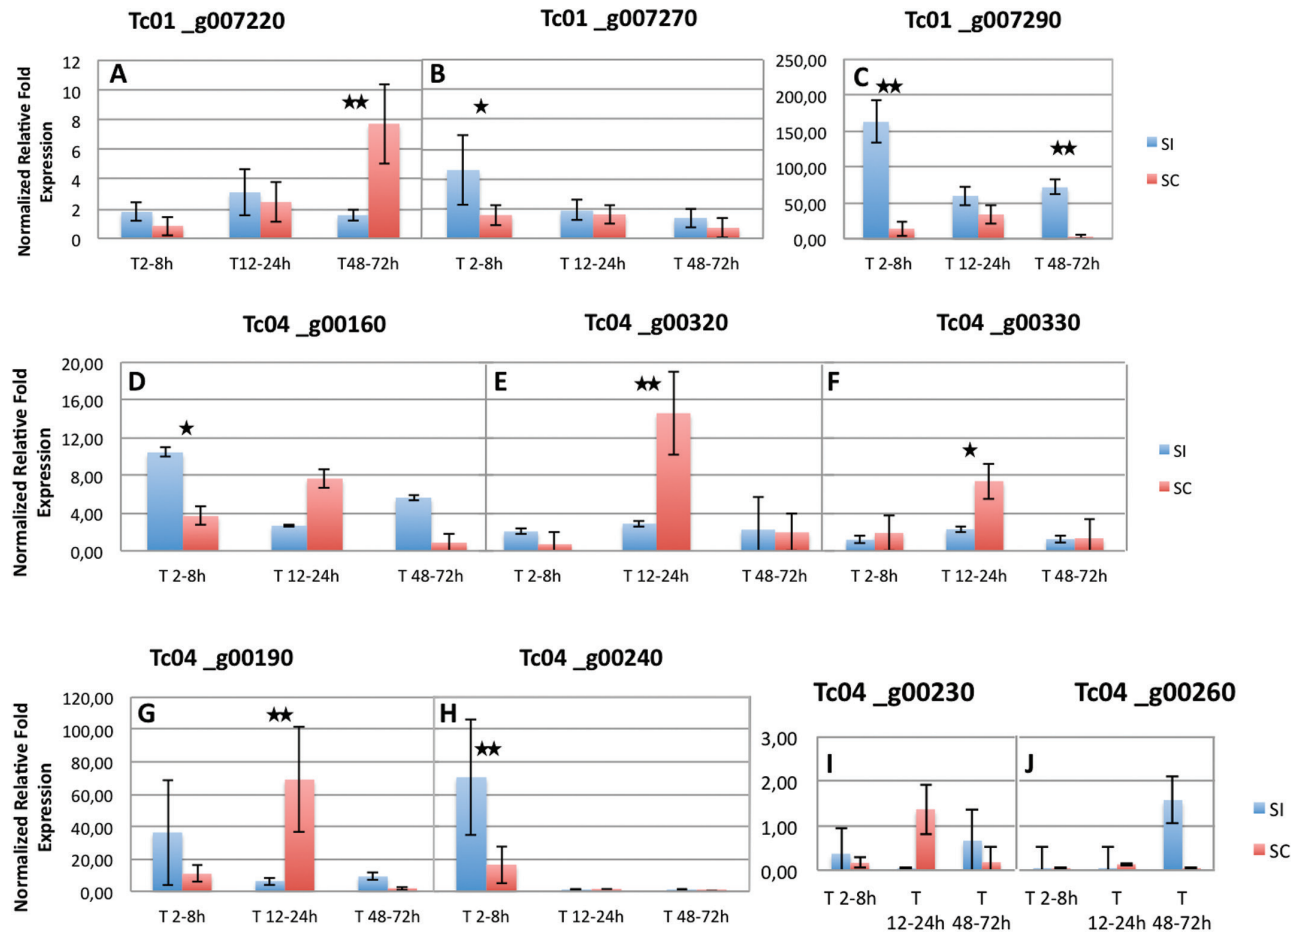 Tc01 _g007220
Tc01 _g007270
Tc01 _g007290
Normalized Relative Fold
Expression
12
10
8
6
4
2
0
A
★★
T2-8h
T12-24h
T48-72h
B
★
T 2-8h
T 12-24h
T 48-72h
250,00
200,00
150,00
100,00
50,00
0,00
C
★★
★★
T 2-8h
T 12-24h
T 48-72h
SI
SC
Tc04 _g00160
Tc04 _g00320
Tc04 _g00330
Normalized Relative Fold
Expression
20,00
16,00
12,00
8,00
4,00
0,00
D
★
T 2-8h
T 12-24h
T 48-72h
E
★★
T 2-8h
T 12-24h
T 48-72h
F
★
T 2-8h
T 12-24h
T 48-72h
SI
SC
Tc04 _g00190
Tc04 _g00240
Tc04 _g00230
Tc04 _g00260
Normalized Relative Fold
Expression
120,00
100,00
80,00
60,00
40,00
20,00
0,00
G
★★
T 2-8h
T 12-24h
T 48-72h
H
★★
T 2-8h
T 12-24h
T 48-72h
3,00
2,00
1,00
0,00
I
T 2-8h
T
12-24h
T
48-72h
J
T 2-8h
T
12-24h
T
48-72h
SI
SC